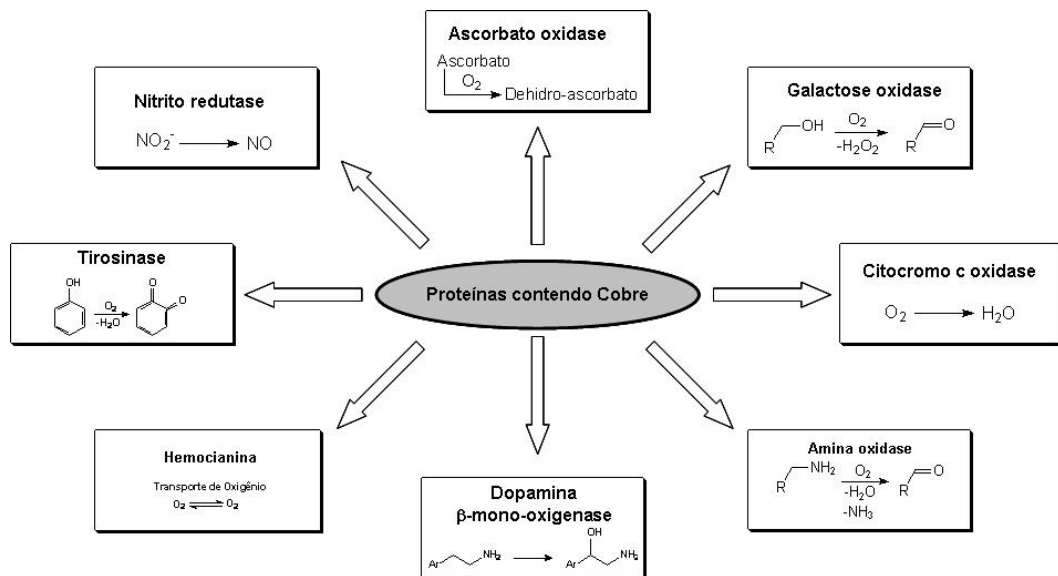 Ascorbato oxidase
Ascorbato
O₂
Dehidro-ascorbato
Nitrito redutase
NO₂⁻ NO
Galactose oxidase
OH O₂ O
R -H₂O₂ R
Tirosinase
OH O
O₂ O
-H₂O
Proteínas contendo Cobre
Citocromo c oxidase
O₂ H₂O
Hemocianina
Transporte de Oxigênio
O₂ O₂
Dopamina
β-mono-oxigenase
OH
Ar NH₂ Ar NH₂
Amina oxidase
NH₂ O₂ O
R -H₂O R
-NH₃